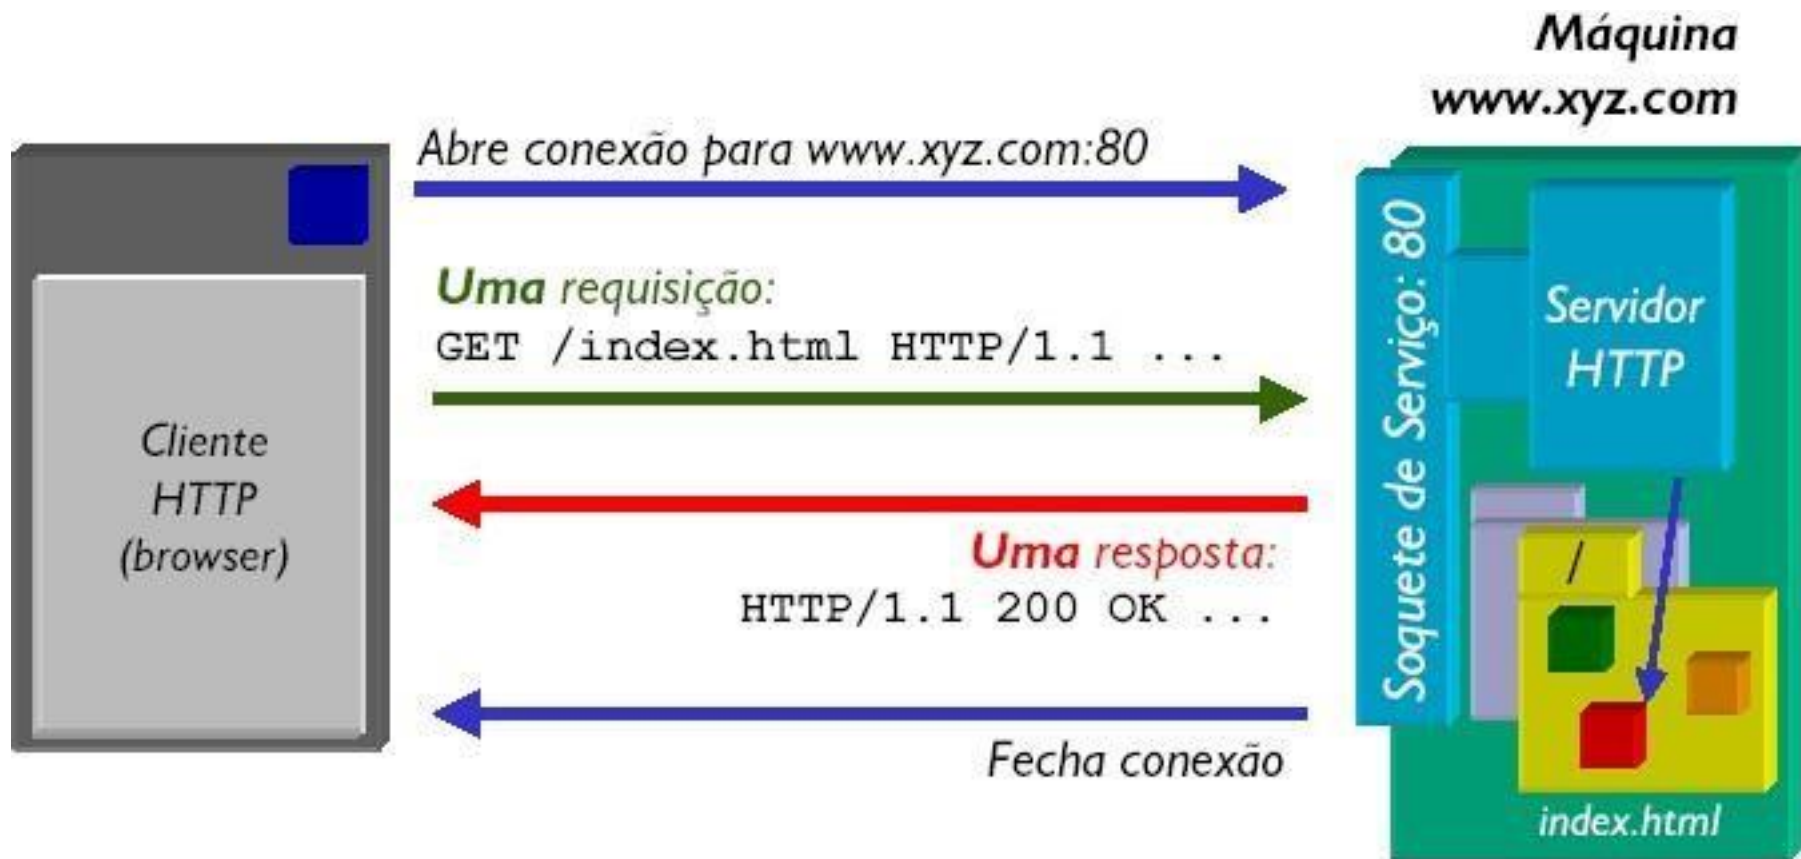 Máquina
www.xyz.com
Abre conexão para www.xyz.com:80
Uma requisição:
GET /index.html HTTP/1.1 ...
Cliente
HTTP
(browser)
Uma resposta:
HTTP/1.1 200 OK ...
Fecha conexão
Soquete de Serviço: 80
Servidor
HTTP
/
index.html